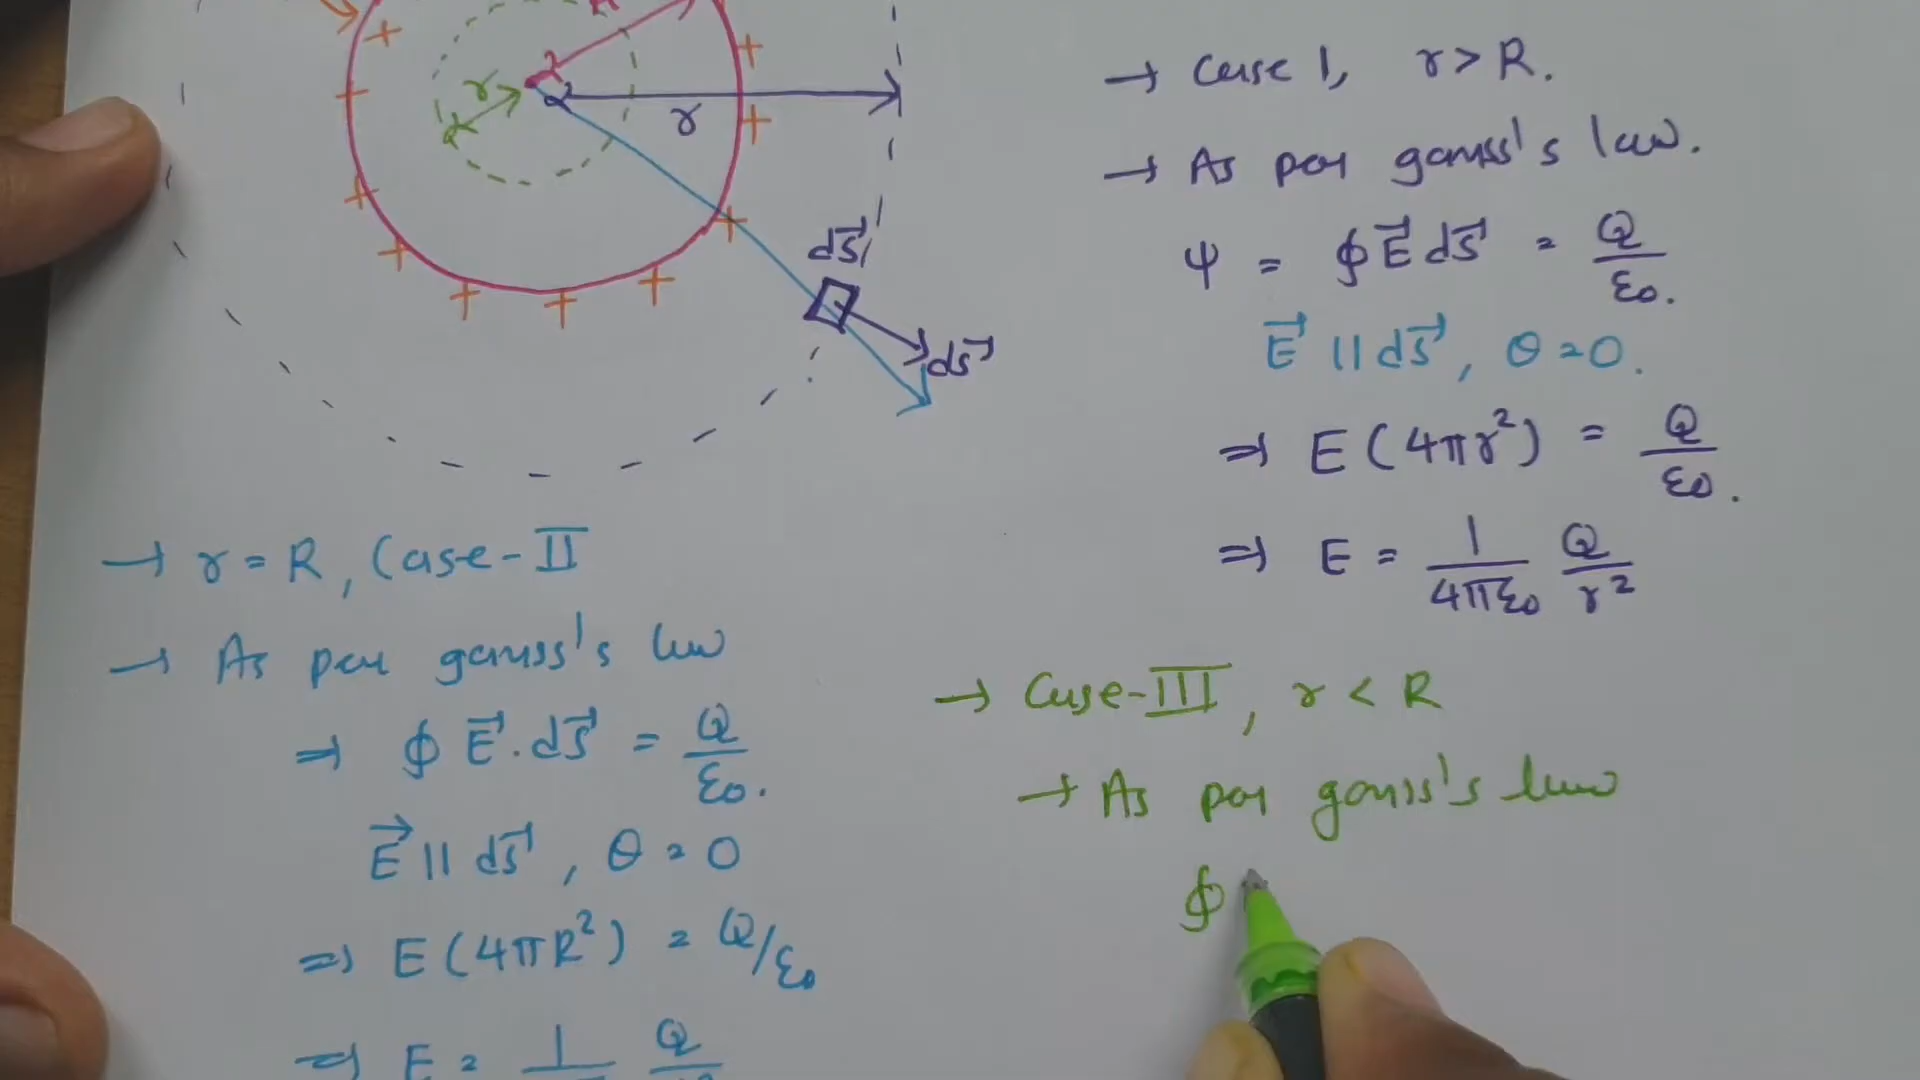 R
r
r
ds⃗
ds⃗
→ Case 1, r > R.
→ As per gauss's law.
ψ = ∮ E⃗ ds⃗ = Q/ε0.
E⃗ || ds⃗, θ = 0.
⇒ E (4πr²) = Q/ε0.
⇒ E = 1/4πε0 Q/r²
→ r = R, Case-II
→ As per gauss's law
⇒ ∮ E⃗ . ds⃗ = Q/ε0.
E⃗ || ds⃗, θ = 0
⇒ E (4πR²) = Q/ε0
⇒ E = 1 Q
→ Case-III, r < R
→ As per gauss's law
∮